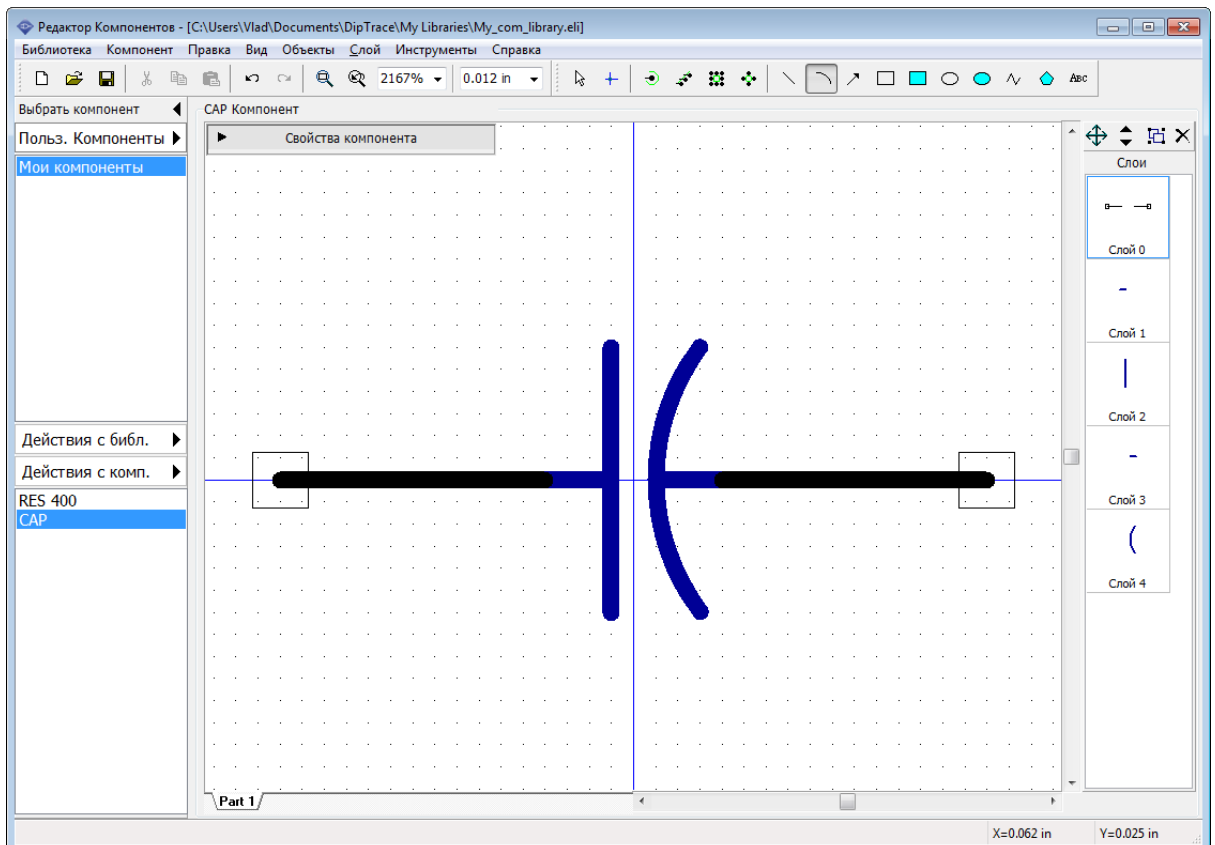 Редактор Компонентов - [C:\Users\Vlad\Documents\DipTrace\My Libraries\My_com_library.eli]
Библиотека Компонент Правка Вид Объекты Слой Инструменты Справка
2167% 0.012 in ABC
Выбрать компонент
CAP Компонент
Польз. Компоненты
Свойства компонента
Мои компоненты
Слои
Слой 0
Слой 1
Слой 2
Слой 3
Слой 4
Действия с библ.
Действия с комп.
RES 400
CAP
Part 1
X=0.062 in Y=0.025 in